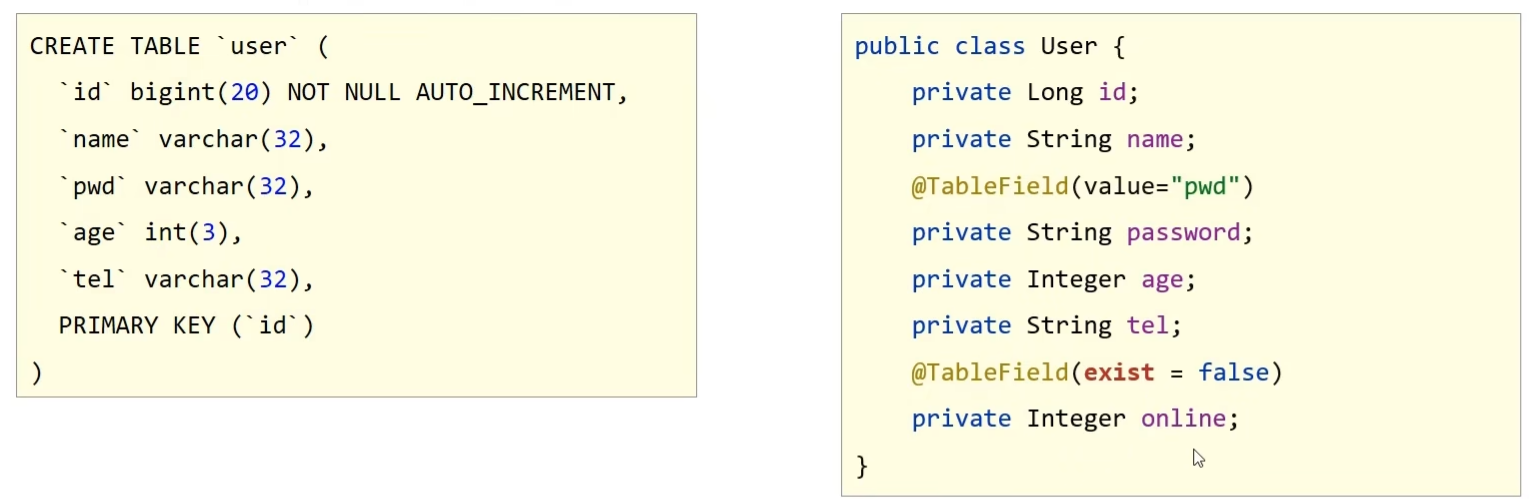 CREATE TABLE `user` (
`id` bigint(20) NOT NULL AUTO_INCREMENT,
`name` varchar(32),
`pwd` varchar(32),
`age` int(3),
`tel` varchar(32),
PRIMARY KEY (`id`)
)
public class User {
private Long id;
private String name;
@TableField(value="pwd")
private String password;
private Integer age;
private String tel;
@TableField(exist = false)
private Integer online;
}